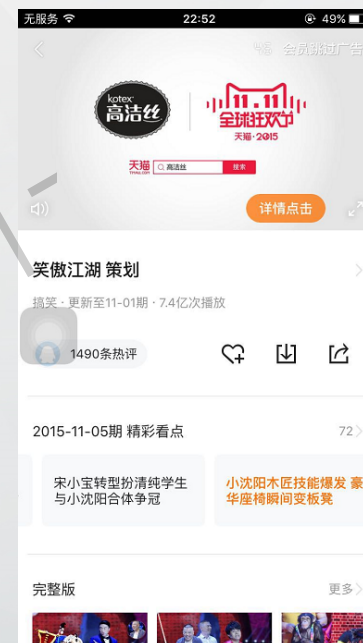 无服务 22:52 49%
45 会员跳过广告
kotex
高洁丝
11.11
全球狂欢节
天猫·2015
天猫 高洁丝 搜索
TMALL.COM
详情点击
笑傲江湖 策划
搞笑 · 更新至11-01期 · 7.4亿次播放
1490条热评
2015-11-05期 精彩看点 72
宋小宝转型扮清纯学生
与小沈阳合体争冠
小沈阳木匠技能爆发 豪
华座椅瞬间变板凳
完整版 更多